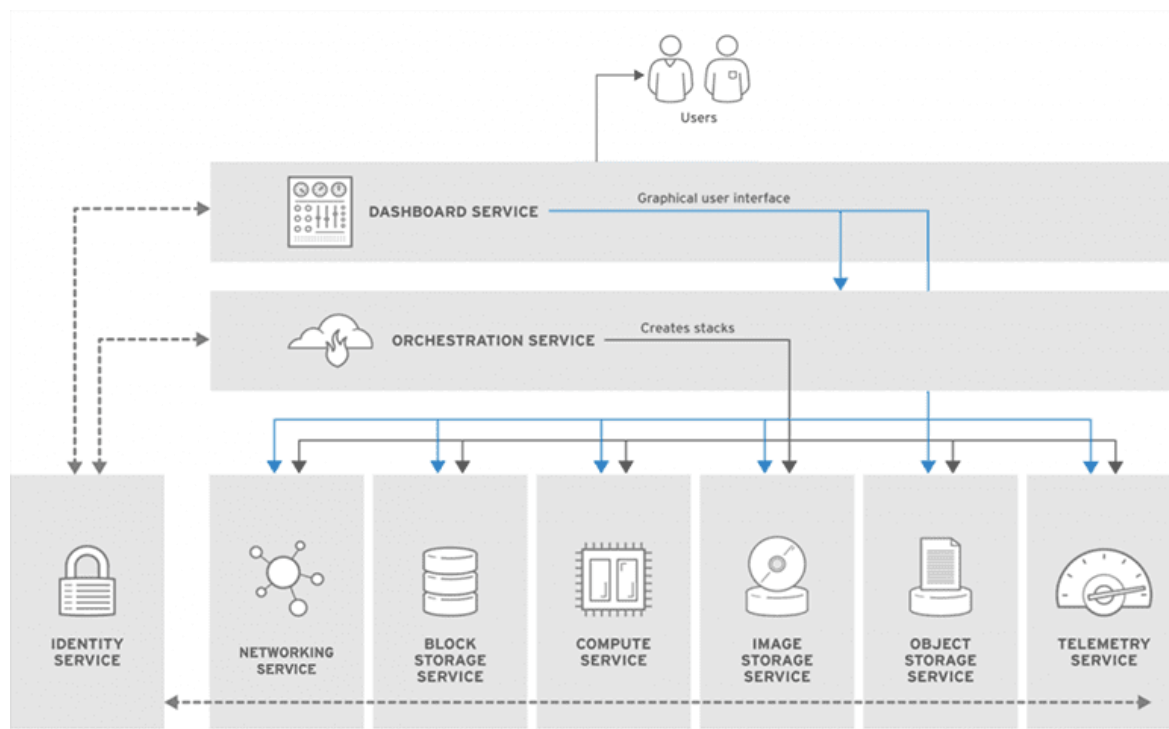 Users
Graphical user interface
DASHBOARD SERVICE
Creates stacks
ORCHESTRATION SERVICE
IDENTITY
SERVICE
NETWORKING
SERVICE
BLOCK
STORAGE
SERVICE
COMPUTE
SERVICE
IMAGE
STORAGE
SERVICE
OBJECT
STORAGE
SERVICE
TELEMETRY
SERVICE